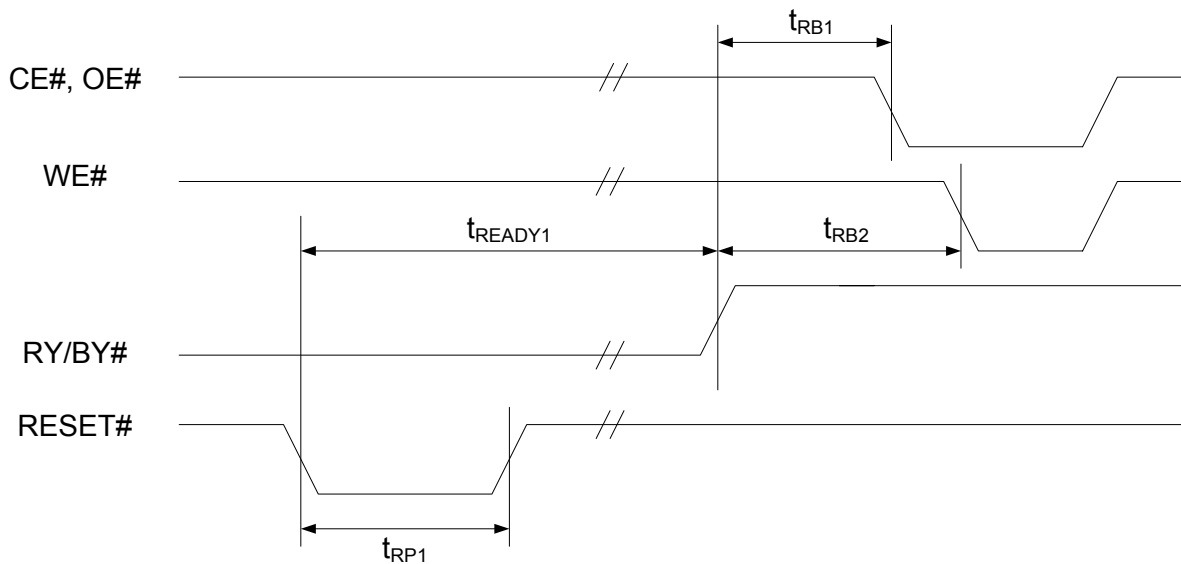 tRB1
CE#, OE#
WE#
tREADY1
tRB2
RY/BY#
RESET#
tRP1